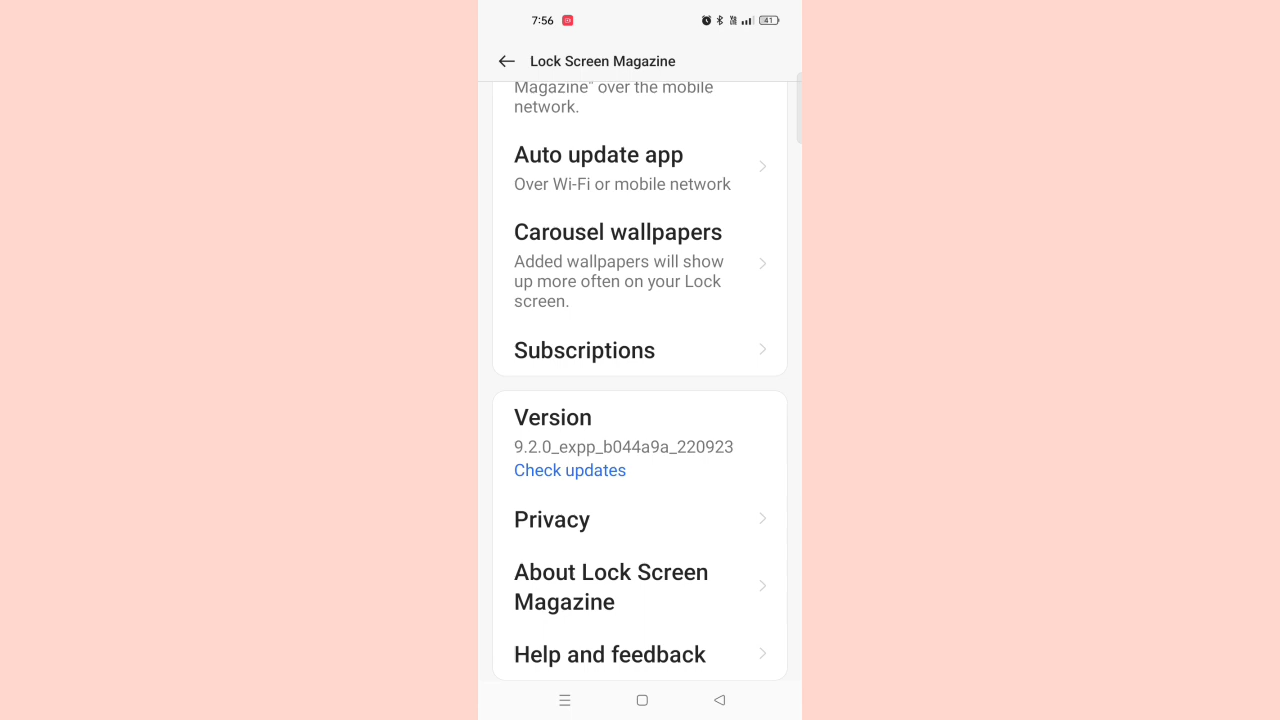 7:56
41
Lock Screen Magazine
Magazine" over the mobile
network.
Auto update app
Over Wi-Fi or mobile network
Carousel wallpapers
Added wallpapers will show
up more often on your Lock
screen.
Subscriptions
Version
9.2.0_expp_b044a9a_220923
Check updates
Privacy
About Lock Screen
Magazine
Help and feedback